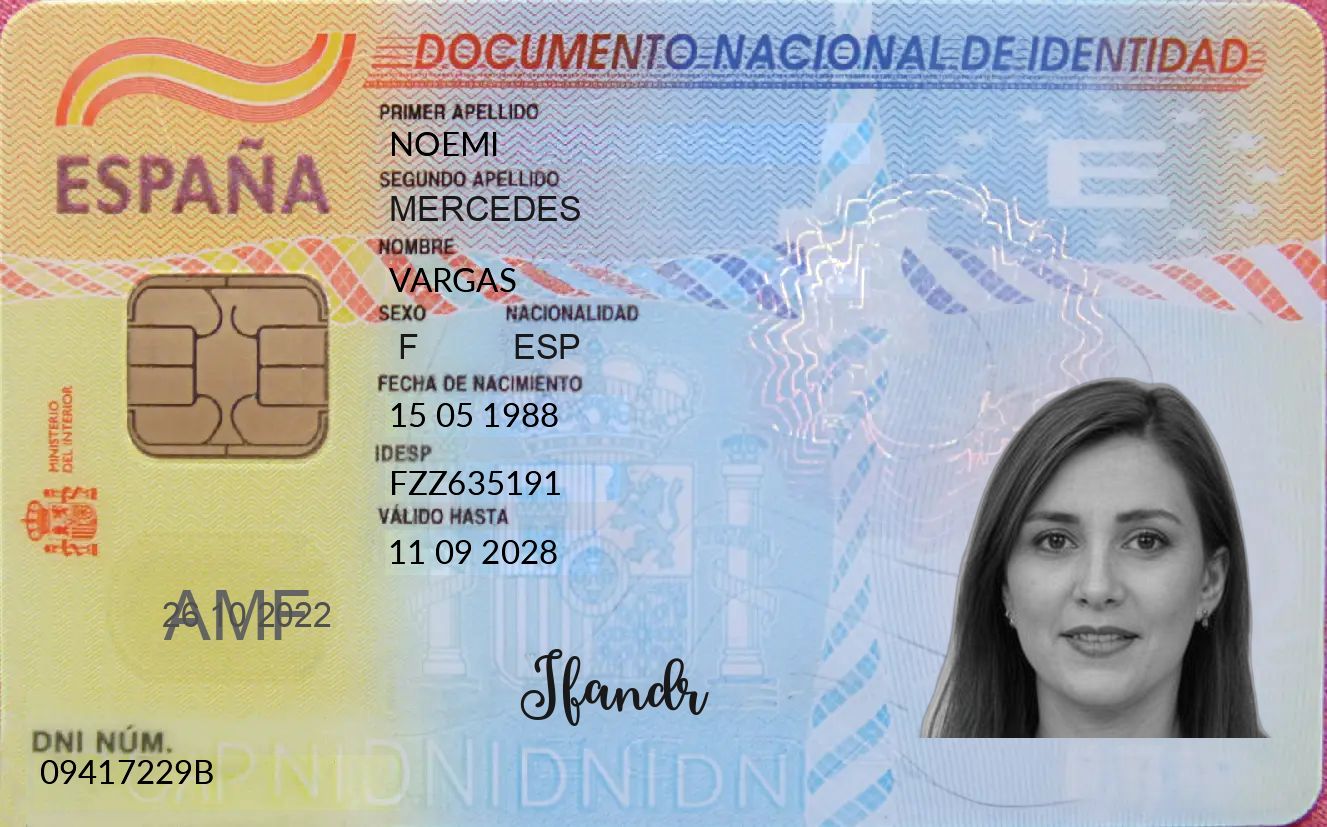 DOCUMENTO NACIONAL DE IDENTIDAD
ESPAÑA
PRIMER APELLIDO
NOEMI
SEGUNDO APELLIDO
MERCEDES
NOMBRE
VARGAS
SEXO NACIONALIDAD
F ESP
FECHA DE NACIMIENTO
15 05 1988
IDESP
FZZ635191
VÁLIDO HASTA
11 09 2028
MINISTERIO
DEL INTERIOR
E
AMF
26 10 2022
Jfandr
DNI NÚM.
09417229B
DNIDNIDNIDN